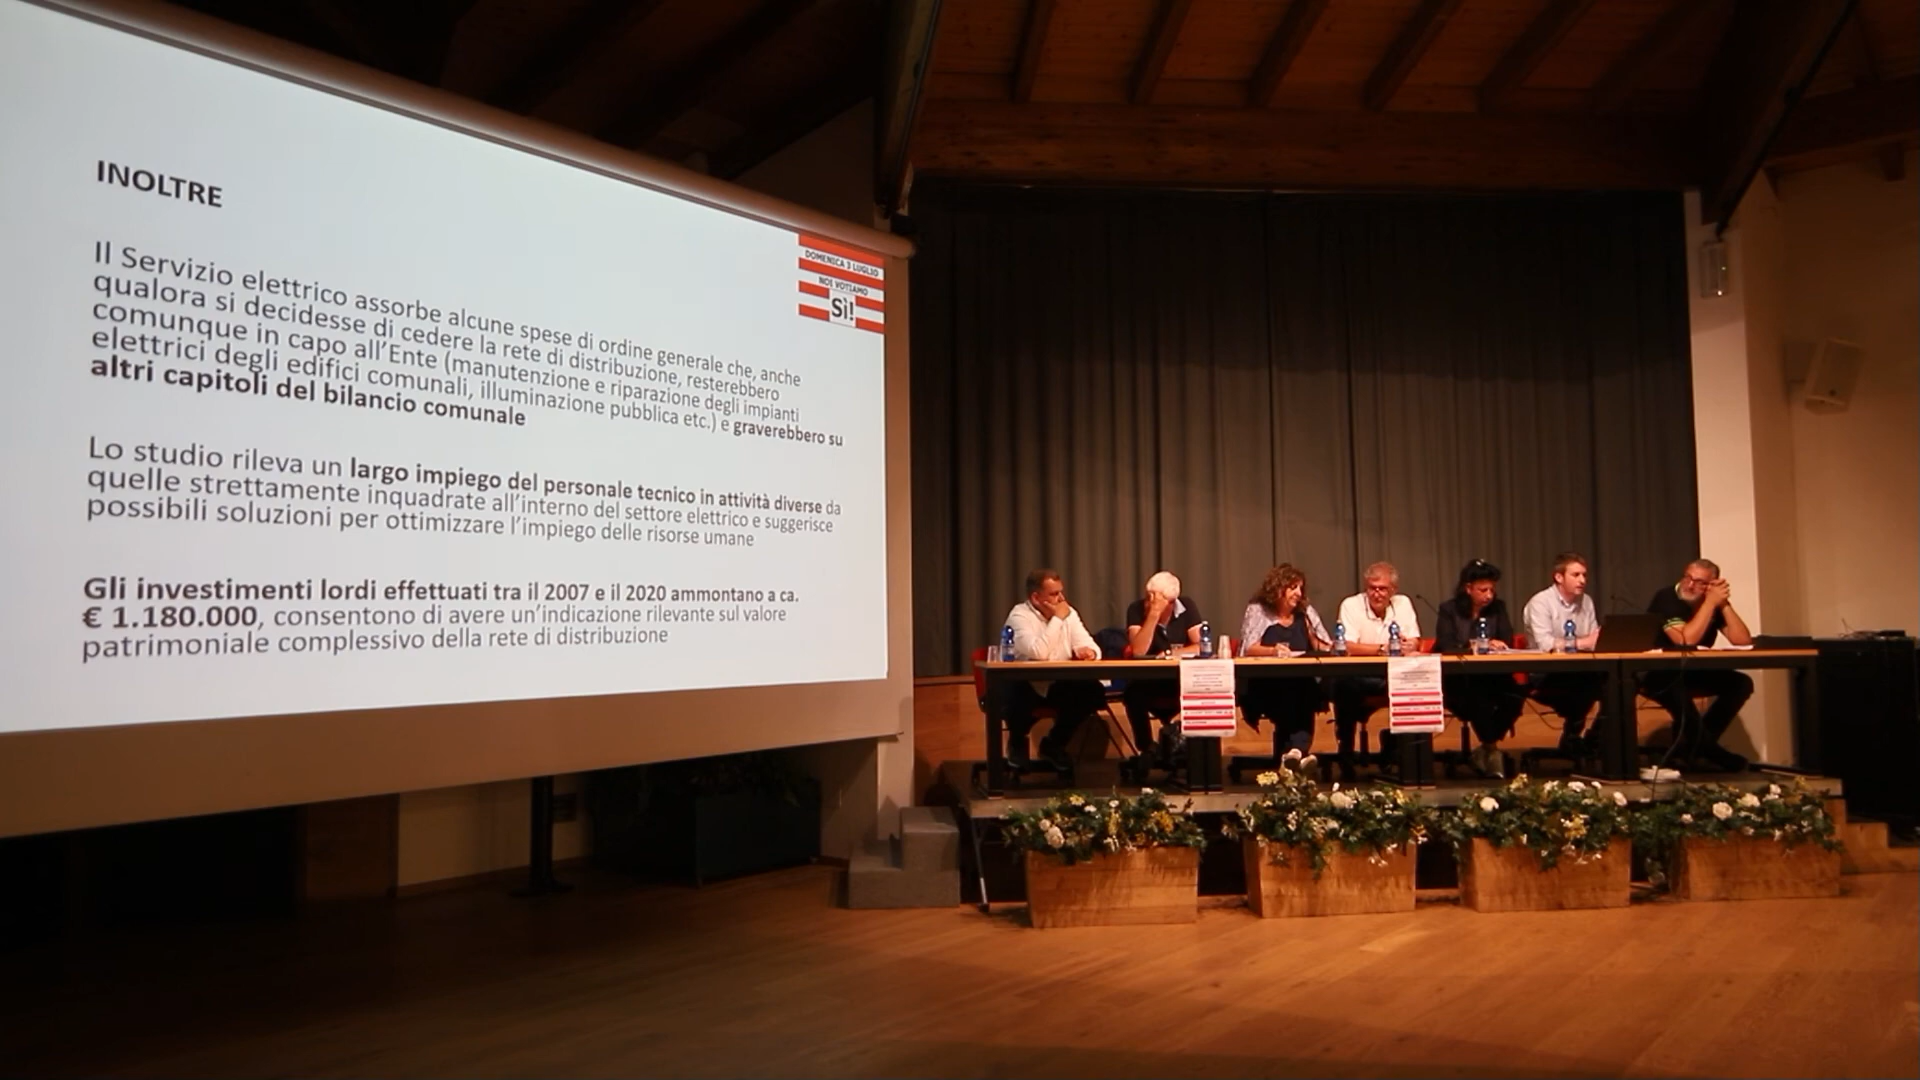 INOLTRE
DOMENICA 3 LUGLIO
NOI VOTIAMO
Sì!
Il Servizio elettrico assorbe alcune spese di ordine generale che, anche
qualora si decidesse di cedere la rete di distribuzione, resterebbero
comunque in capo all'Ente (manutenzione e riparazione degli impianti
elettrici degli edifici comunali, illuminazione pubblica etc.) e graverebbero su
altri capitoli del bilancio comunale
Lo studio rileva un largo impiego del personale tecnico in attività diverse da
quelle strettamente inquadrate all'interno del settore elettrico e suggerisce
possibili soluzioni per ottimizzare l'impiego delle risorse umane
Gli investimenti lordi effettuati tra il 2007 e il 2020 ammontano a ca.
€ 1.180.000, consentono di avere un'indicazione rilevante sul valore
patrimoniale complessivo della rete di distribuzione